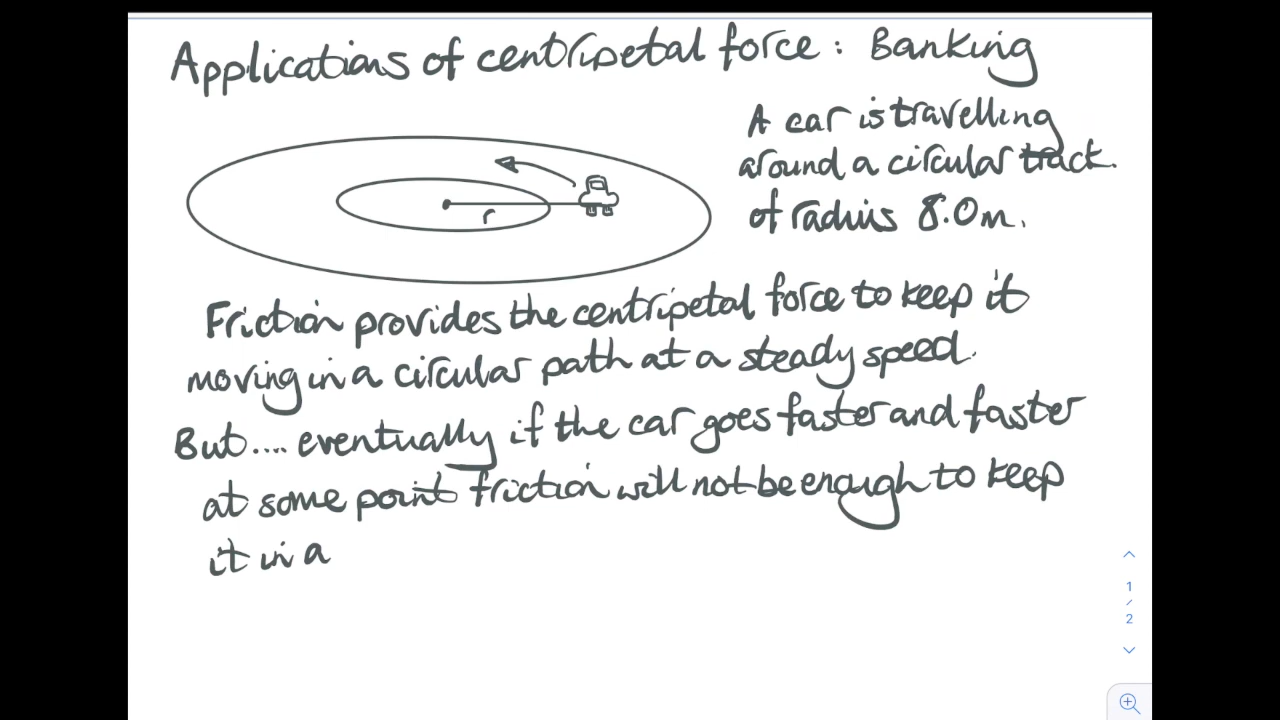 Applications of centripetal force : Banking
A car is travelling
around a circular track.
of radius 8.0m.
r
Friction provides the centripetal force to keep it
moving in a circular path at a steady speed.
But.... eventually if the car goes faster and faster
at some point friction will not be enough to keep
it in a
1
/
2